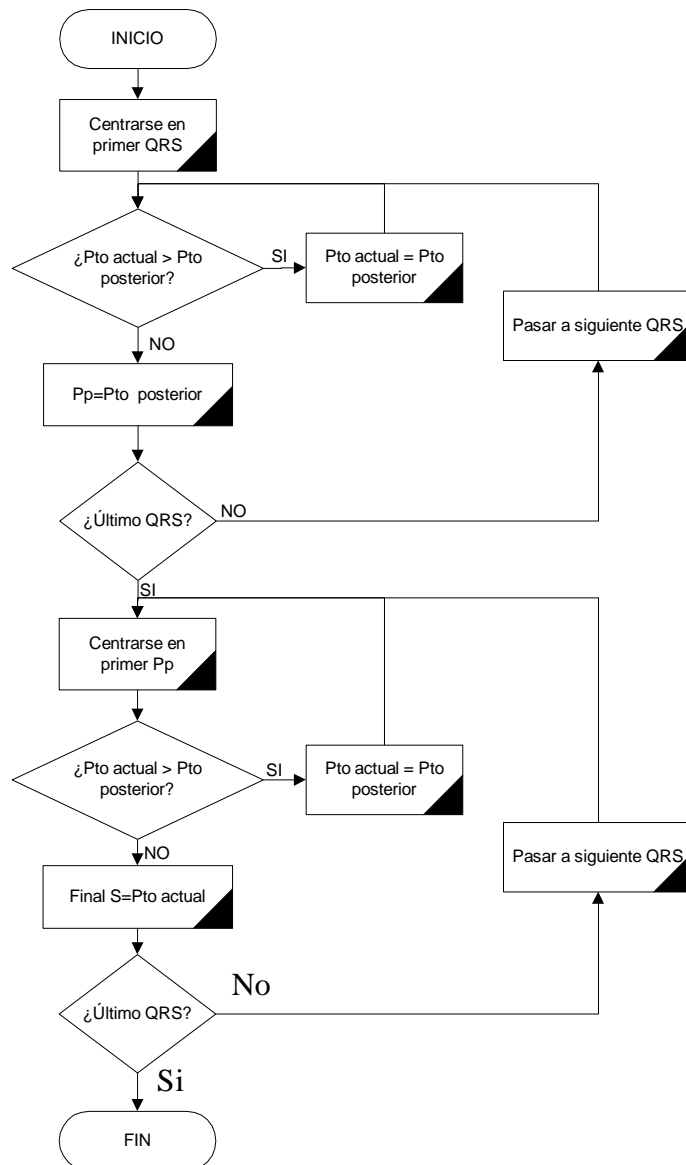 INICIO
Centrarse en
primer QRS
¿Pto actual > Pto
posterior?
SI
Pto actual = Pto
posterior
Pasar a siguiente QRS
NO
Pp=Pto posterior
¿Último QRS?
NO
SI
Centrarse en
primer Pp
¿Pto actual > Pto
posterior?
SI
Pto actual = Pto
posterior
Pasar a siguiente QRS
NO
Final S=Pto actual
¿Último QRS?
No
Si
FIN